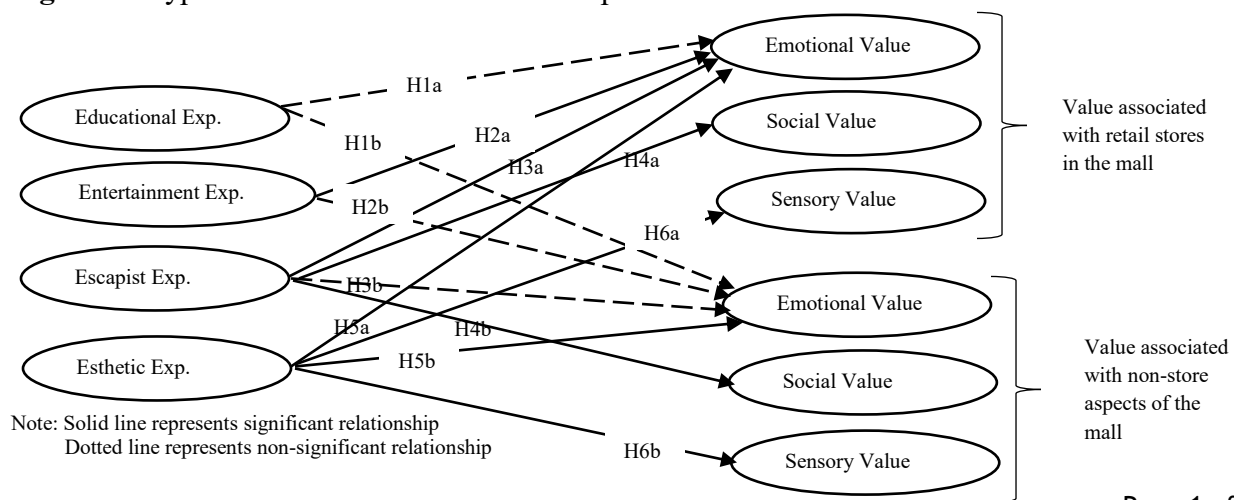 Emotional Value
H1a
Value associated
with retail stores
in the mall
Educational Exp.
Social Value
H1b
H2a
H3a
H4a
Entertainment Exp.
Sensory Value
H2b
H6a
Escapist Exp.
H3b
Emotional Value
H5a
H4b
Value associated
with non-store
aspects of the
mall
H5b
Esthetic Exp.
Social Value
Note: Solid line represents significant relationship
Dotted line represents non-significant relationship
H6b
Sensory Value